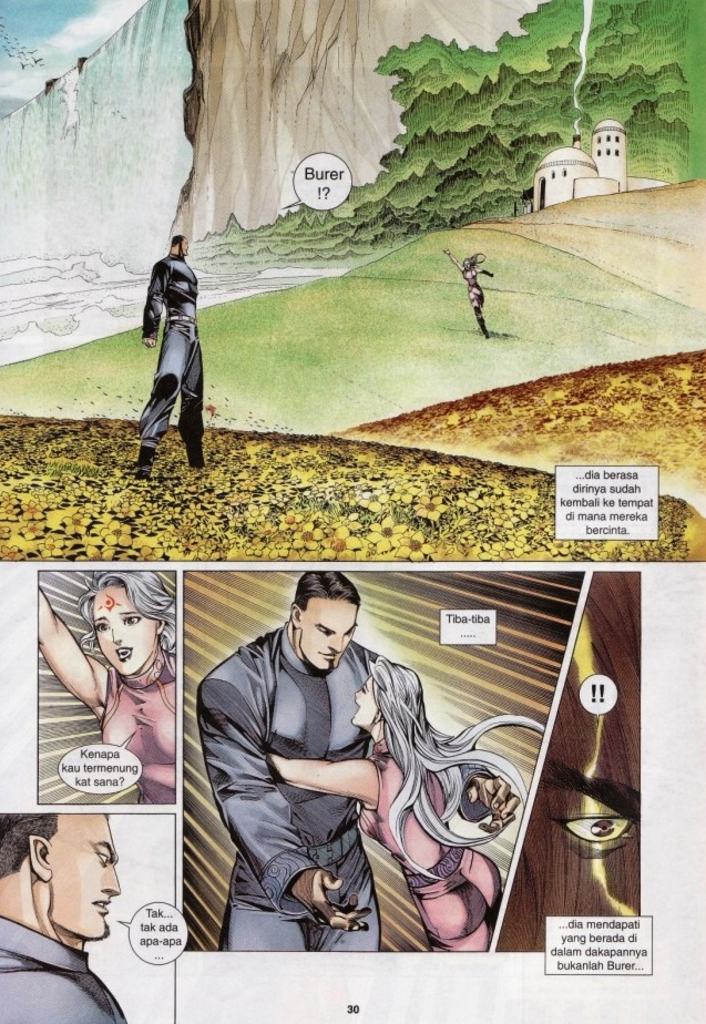 Burer
!?
...dia berasa
dirinya sudah
kembali ke tempat
di mana mereka
bercinta.
Kenapa
kau termenung
kat sana?
Tak...
tak ada
apa-apa
...
Tiba-tiba
.....
!!
...dia mendapati
yang berada di
dalam dakapannya
bukanlah Burer...
30